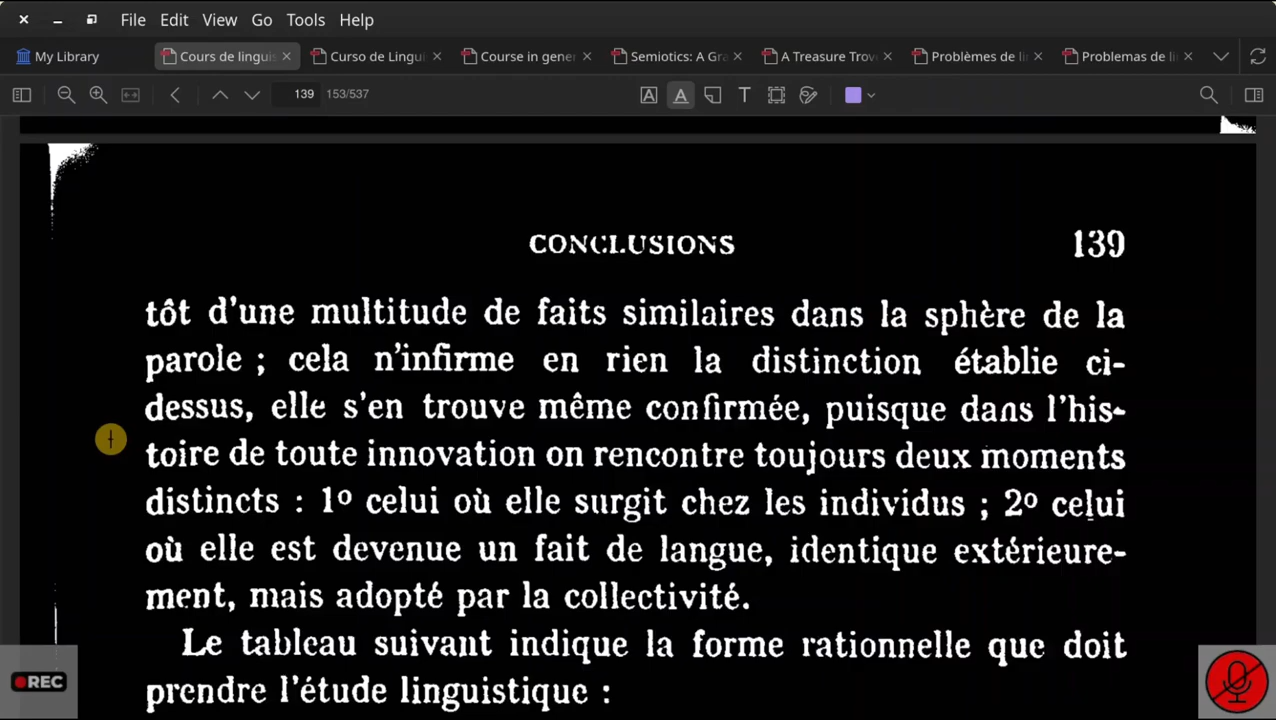 File Edit View Go Tools Help
My Library Cours de linguis Curso de Lingui Course in gener Semiotics: A Gra A Treasure Trove Problèmes de lin Problemas de lin
139 153/537
CONCLUSIONS 139
tôt d'une multitude de faits similaires dans la sphère de la
parole ; cela n'infirme en rien la distinction établie ci-
dessus, elle s'en trouve même confirmée, puisque dans l'his-
toire de toute innovation on rencontre toujours deux moments
distincts : 1º celui où elle surgit chez les individus ; 2º celui
où elle est devenue un fait de langue, identique extérieure-
ment, mais adopté par la collectivité.
Le tableau suivant indique la forme rationnelle que doit
prendre l'étude linguistique :
REC